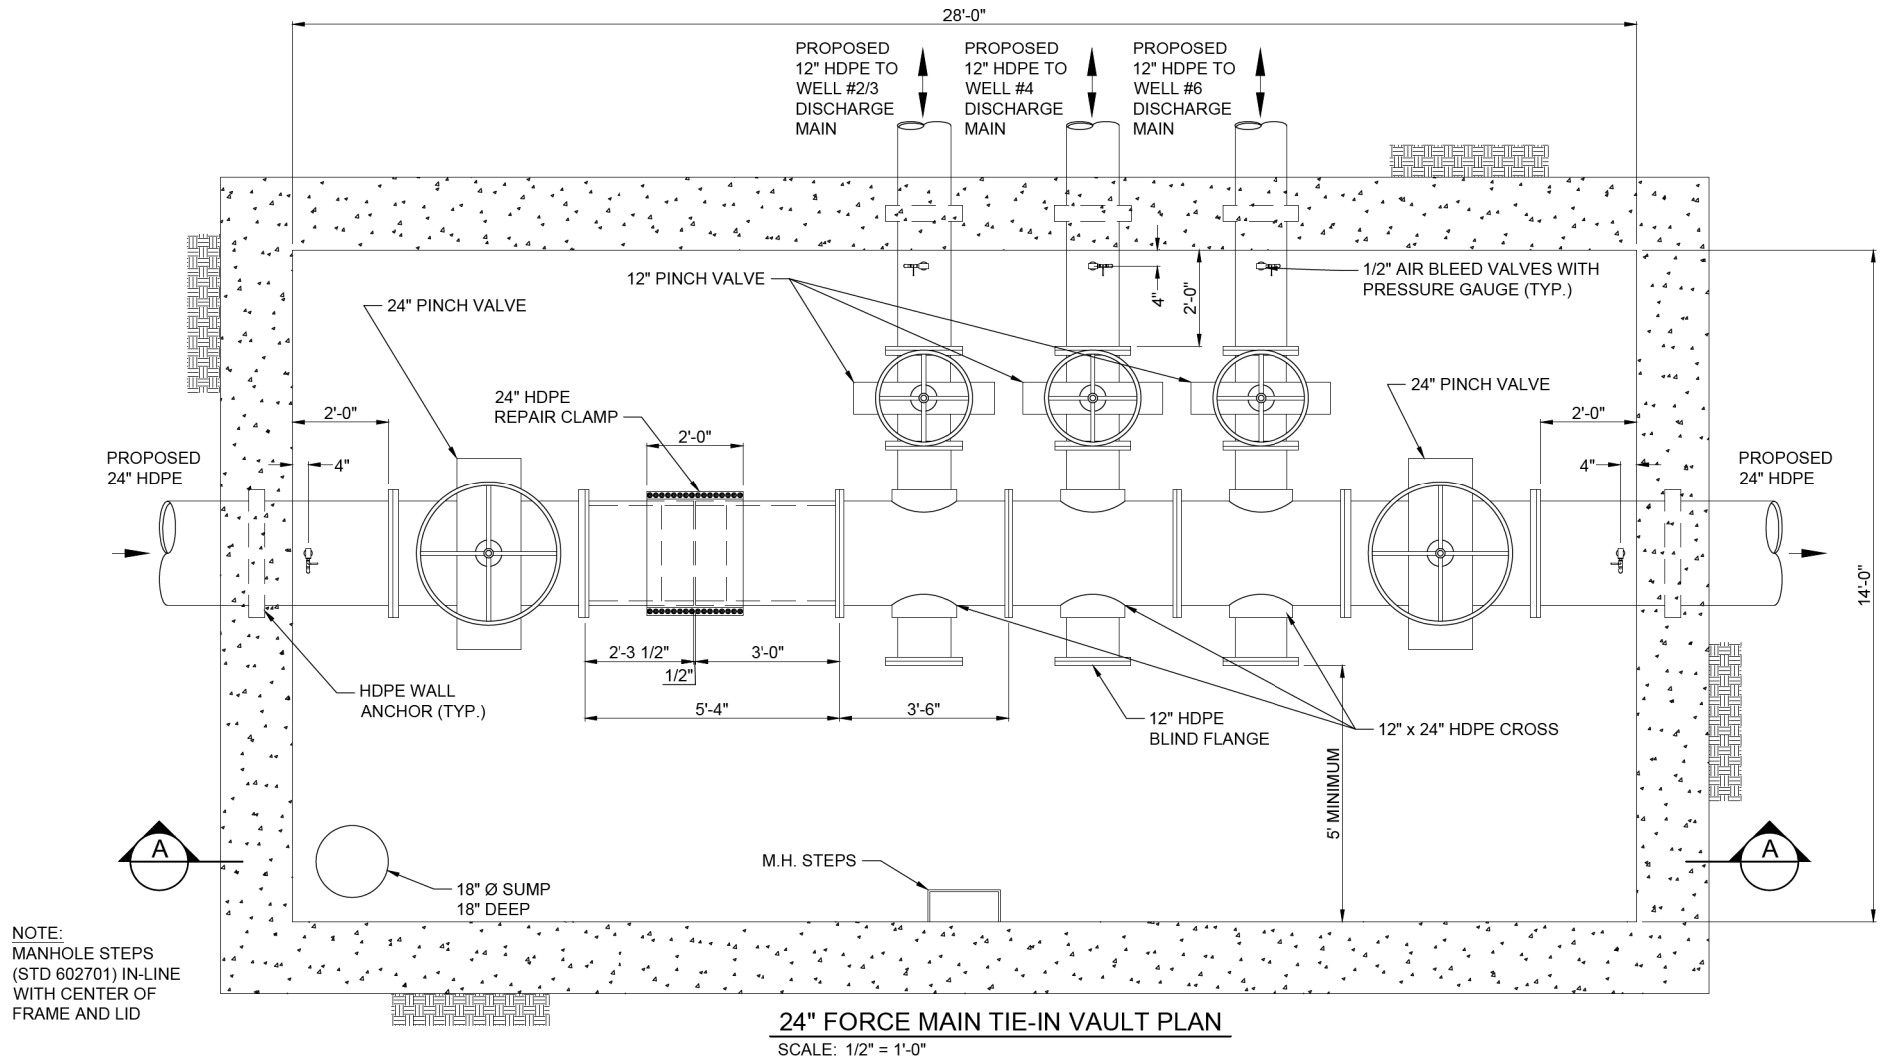 28'-0"
PROPOSED
12" HDPE TO
WELL #2/3
DISCHARGE
MAIN
PROPOSED
12" HDPE TO
WELL #4
DISCHARGE
MAIN
PROPOSED
12" HDPE TO
WELL #6
DISCHARGE
MAIN
12" PINCH VALVE
1/2" AIR BLEED VALVES WITH
PRESSURE GAUGE (TYP.)
4"
2'-0"
24" PINCH VALVE
24" PINCH VALVE
24" HDPE
REPAIR CLAMP
2'-0"
2'-0"
2'-0"
PROPOSED
24" HDPE
4"
4"
PROPOSED
24" HDPE
14'-0"
2'-3 1/2"
3'-0"
1/2"
HDPE WALL
ANCHOR (TYP.)
5'-4"
3'-6"
12" HDPE
BLIND FLANGE
12" x 24" HDPE CROSS
5' MINIMUM
A
A
M.H. STEPS
18" Ø SUMP
18" DEEP
NOTE:
MANHOLE STEPS
(STD 602701) IN-LINE
WITH CENTER OF
FRAME AND LID
24" FORCE MAIN TIE-IN VAULT PLAN
SCALE: 1/2" = 1'-0"